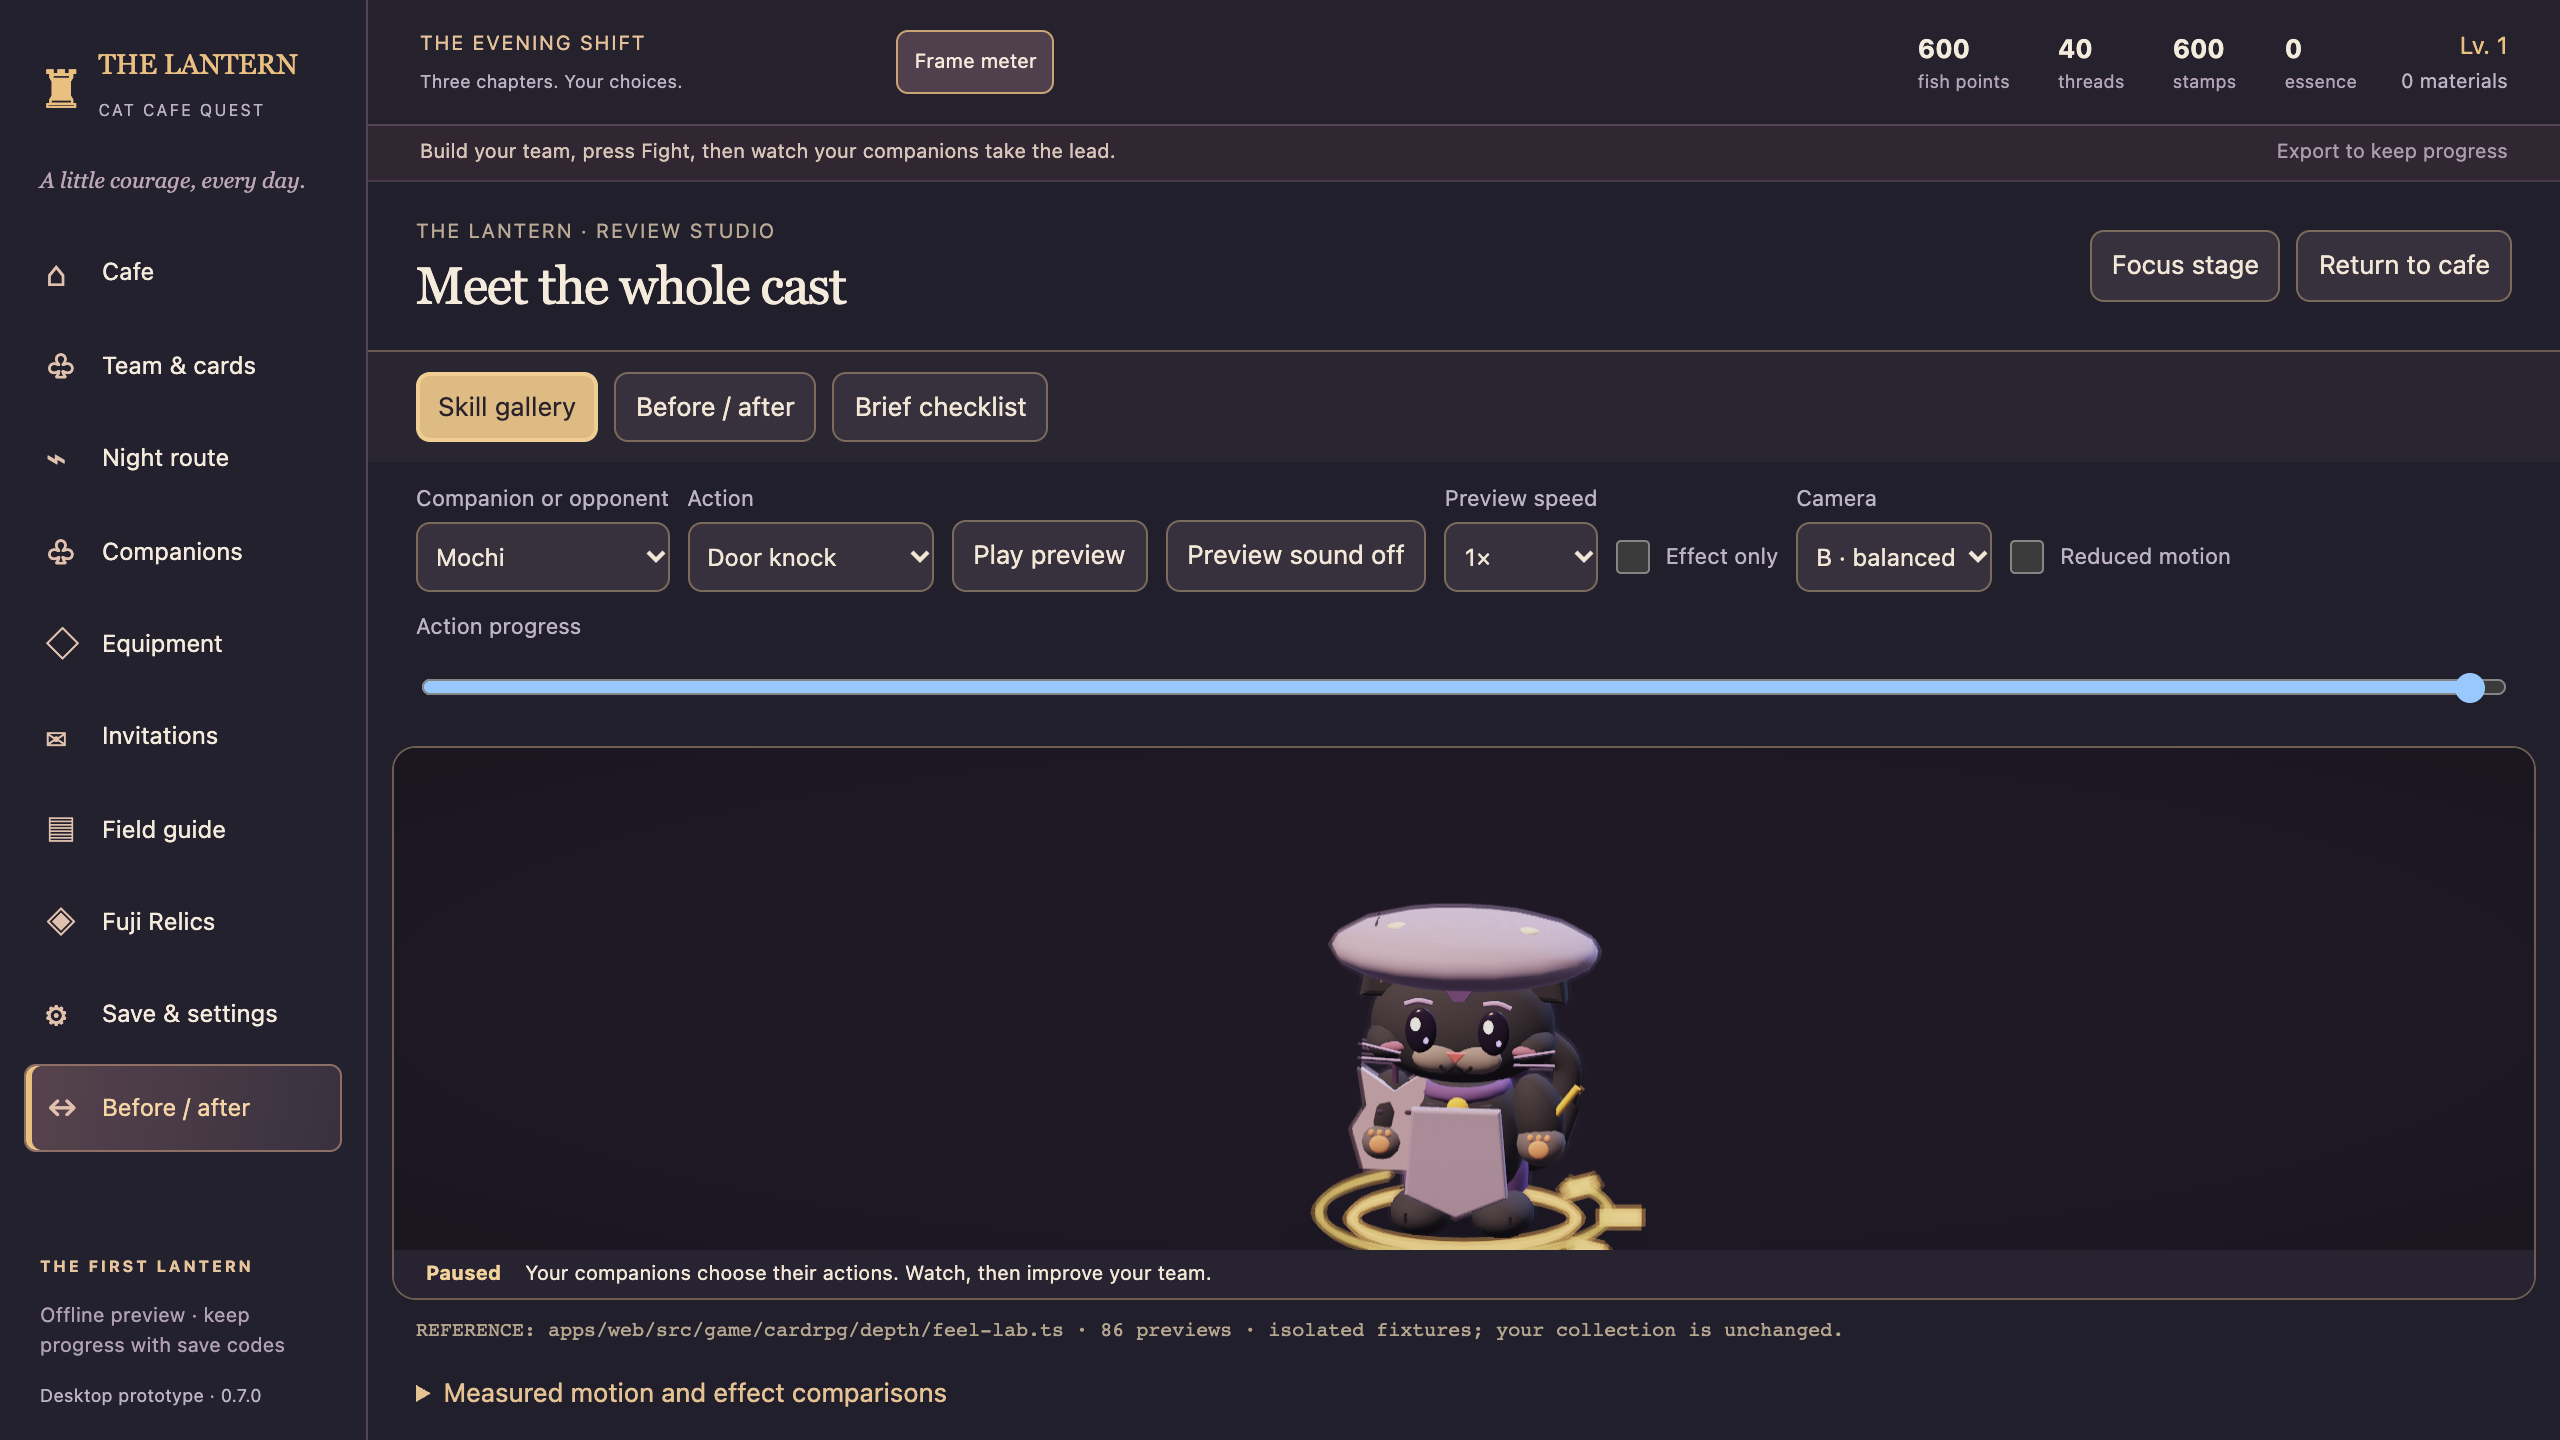 THE LANTERN
CAT CAFE QUEST
A little courage, every day.
Cafe
Team & cards
Night route
Companions
Equipment
Invitations
Field guide
Fuji Relics
Save & settings
Before / after
THE FIRST LANTERN
Offline preview · keep
progress with save codes
Desktop prototype · 0.7.0
THE EVENING SHIFT
Three chapters. Your choices.
Frame meter
600
fish points
40
threads
600
stamps
0
essence
Lv. 1
0 materials
Build your team, press Fight, then watch your companions take the lead.
Export to keep progress
THE LANTERN · REVIEW STUDIO
Meet the whole cast
Focus stage
Return to cafe
Skill gallery
Before / after
Brief checklist
Companion or opponent
Mochi
Action
Door knock
Play preview
Preview sound off
Preview speed
1×
Effect only
Camera
B · balanced
Reduced motion
Action progress
Paused Your companions choose their actions. Watch, then improve your team.
REFERENCE: apps/web/src/game/cardrpg/depth/feel-lab.ts · 86 previews · isolated fixtures; your collection is unchanged.
Measured motion and effect comparisons